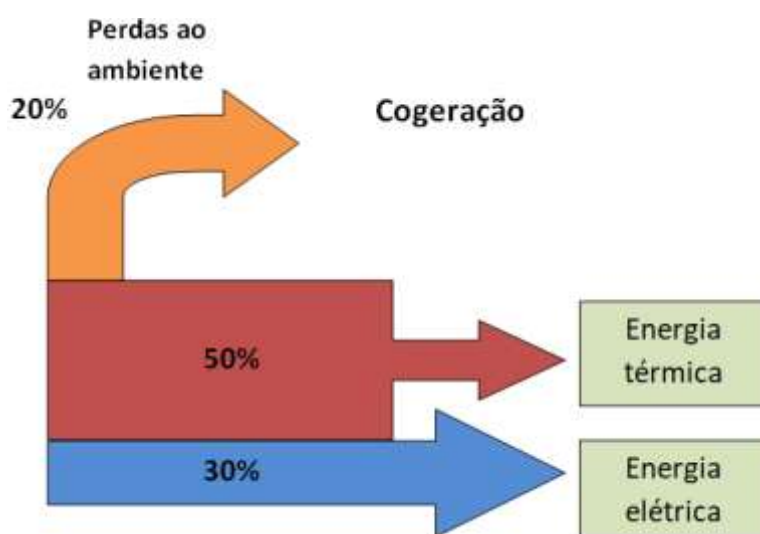 Perdas ao
ambiente
20%
Cogeração
50%
Energia
térmica
30%
Energia
elétrica